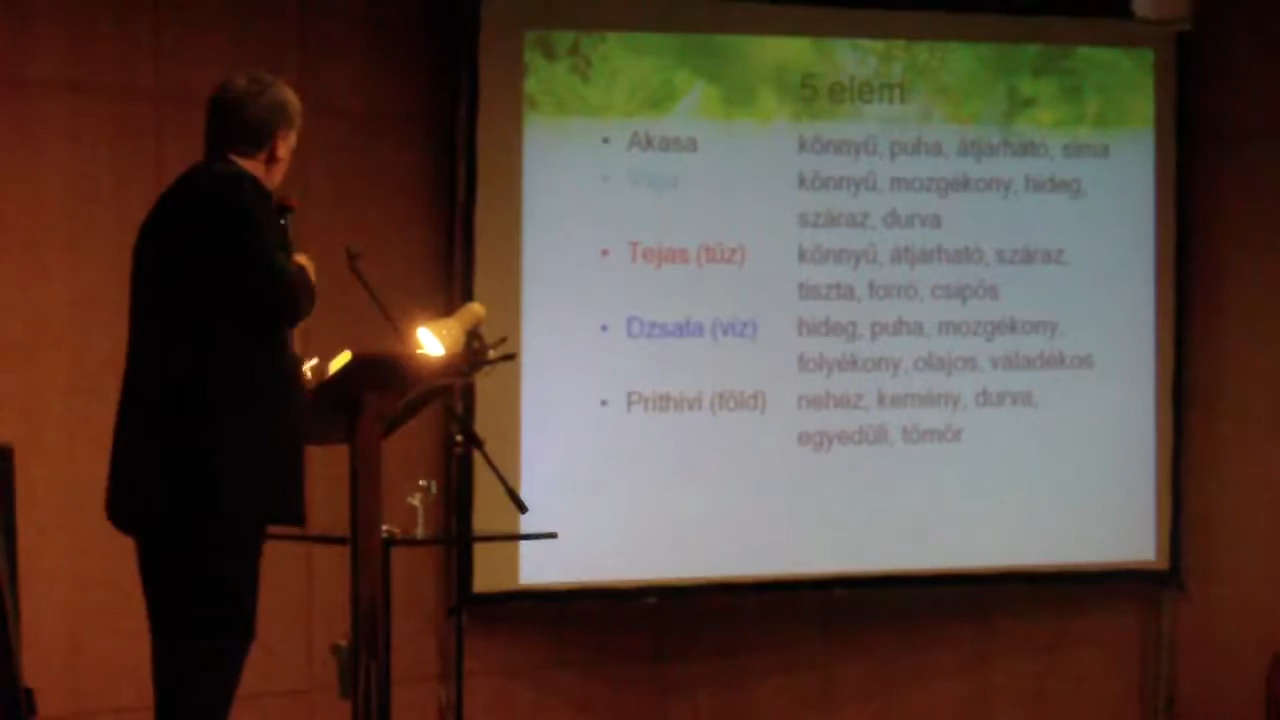 5 elem
• Akasa könnyű, puha, átjárható, sima
• könnyű, mozgékony, hideg,
száraz, durva
• Tejas (tűz) könnyű, átjárható, száraz,
tiszta, forró, csípős
• Dzsala (víz) hideg, puha, mozgékony,
folyékony, olajos, váladékos
• Prithivi (föld) nehéz, kemény, durva,
egyedüli, tömör